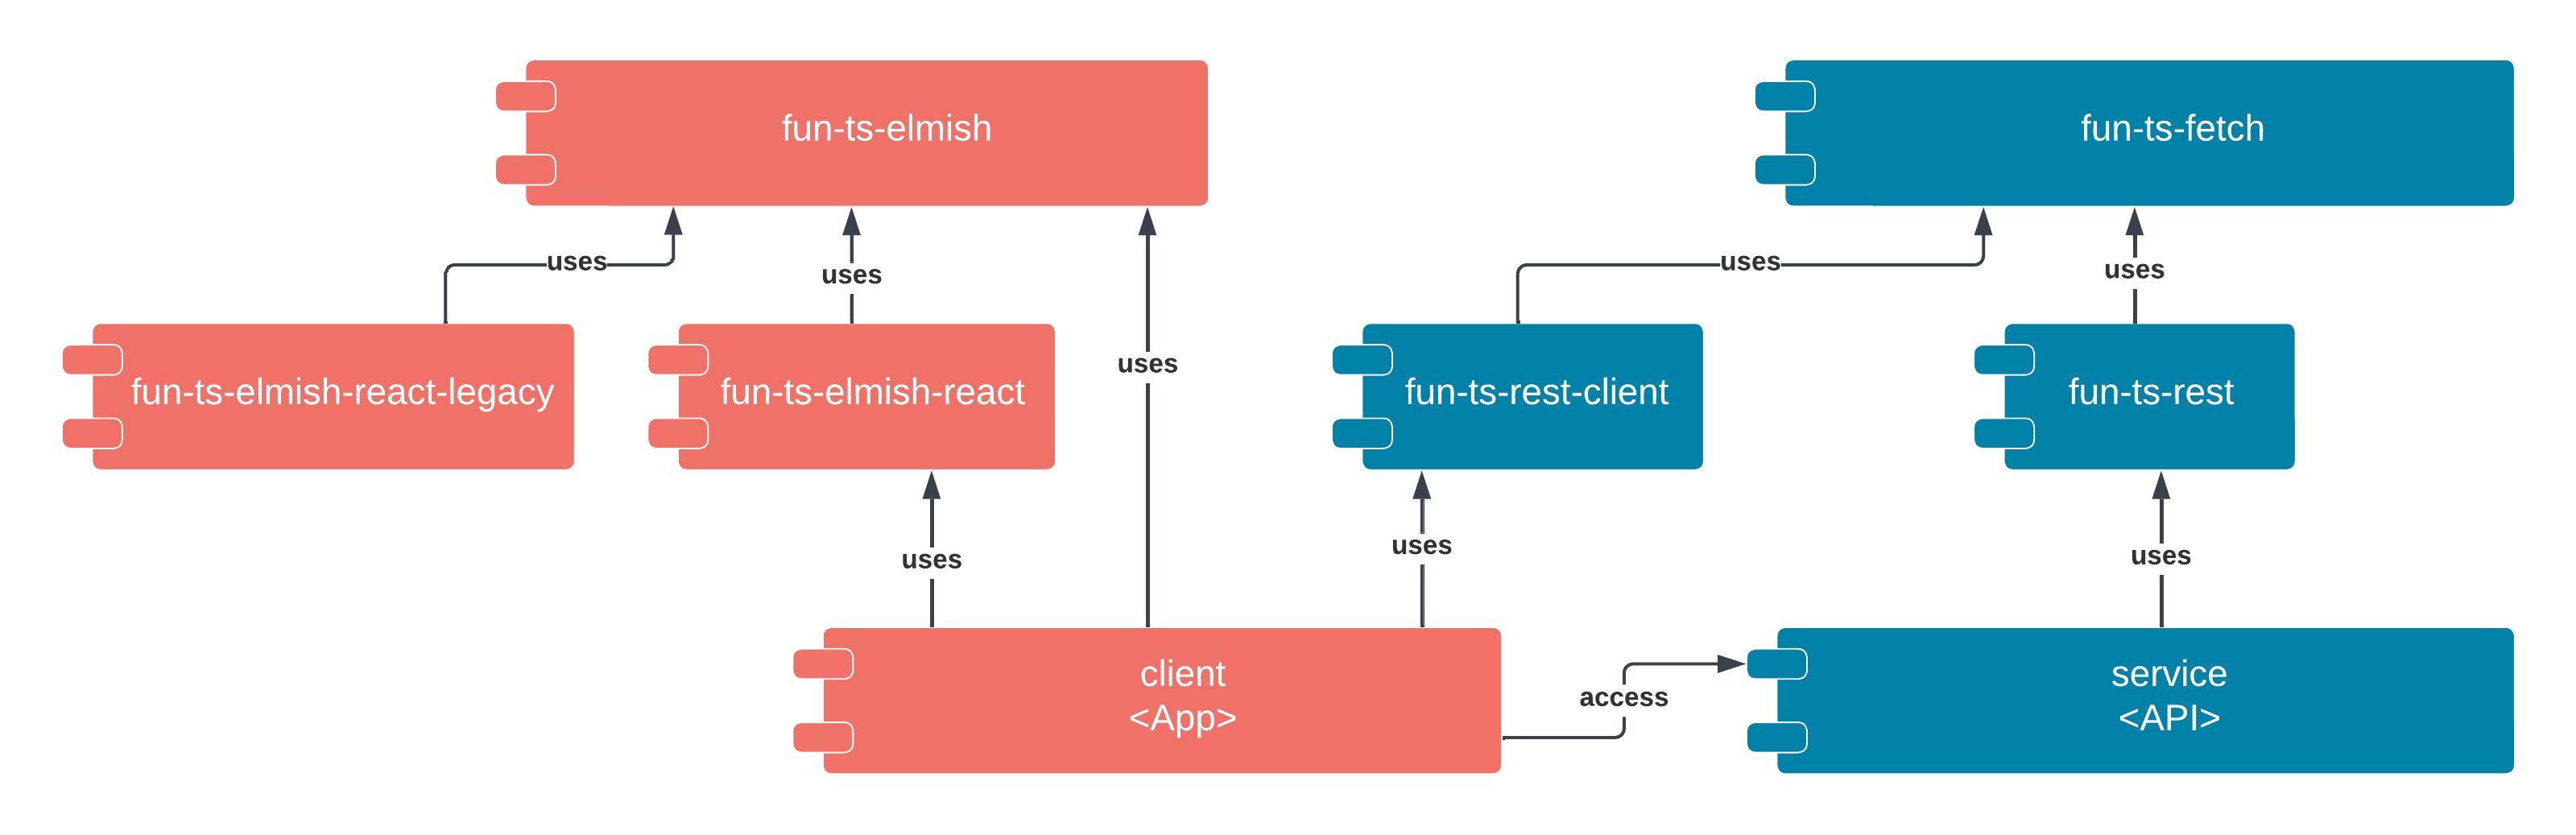 fun-ts-elmish
fun-ts-fetch
uses
uses
uses
uses
uses
fun-ts-elmish-react-legacy
fun-ts-elmish-react
uses
fun-ts-rest-client
fun-ts-rest
uses
uses
uses
client
<App>
access
service
<API>